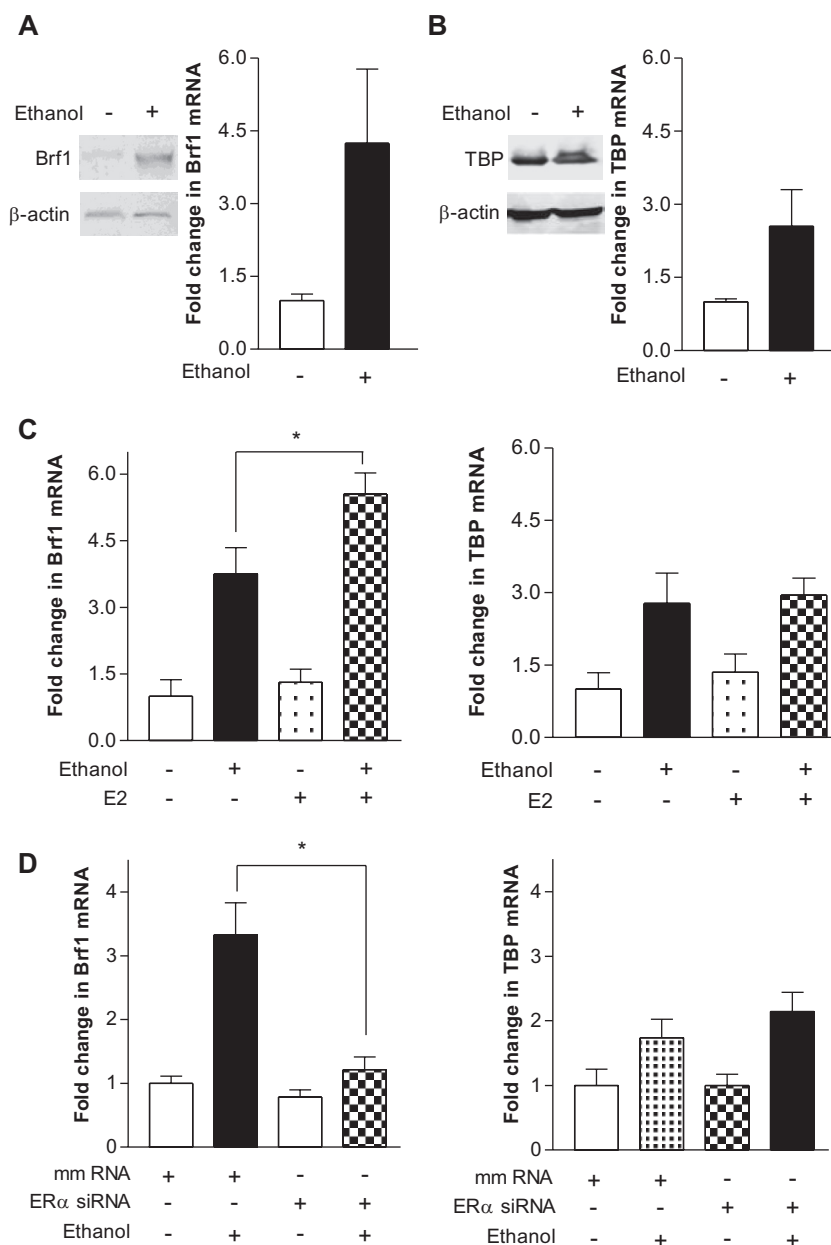 A
Ethanol - +
Brf1
β-actin
Fold change in Brf1 mRNA
6.0
4.5
3.0
1.5
0.0
Ethanol - +
B
Ethanol - +
TBP
β-actin
Fold change in TBP mRNA
6.0
4.5
3.0
1.5
0.0
Ethanol - +
C
Fold change in Brf1 mRNA
6.0
4.5
3.0
1.5
0.0
*
Ethanol - + - +
E2 - - + +
Fold change in TBP mRNA
6.0
4.5
3.0
1.5
0.0
Ethanol - + - +
E2 - - + +
D
Fold change in Brf1 mRNA
4
3
2
1
0
*
mm RNA + + - -
ERα siRNA - - + +
Ethanol - + - +
Fold change in TBP mRNA
4
3
2
1
0
mm RNA + + - -
ERα siRNA - - + +
Ethanol - + - +